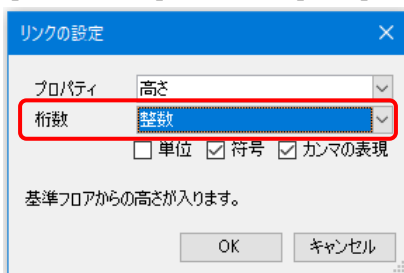 リンクの設定
プロパティ 高さ
桁数 整数
単位 符号 カンマの表現
基準フロアからの高さが入ります。
OK キャンセル